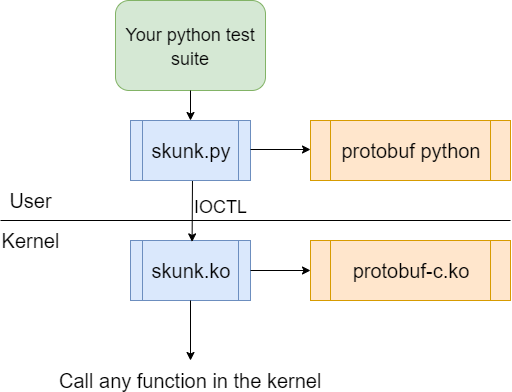 Your python test
suite
skunk.py
protobuf python
User
IOCTL
Kernel
skunk.ko
protobuf-c.ko
Call any function in the kernel